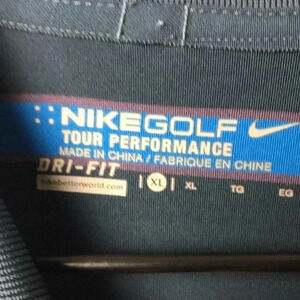 NIKEGOLF
TOUR PERFORMANCE
MADE IN CHINA / FABRIQUE EN CHINE
DRI-FIT
nikebetterworld.com | XL | XL TG EG